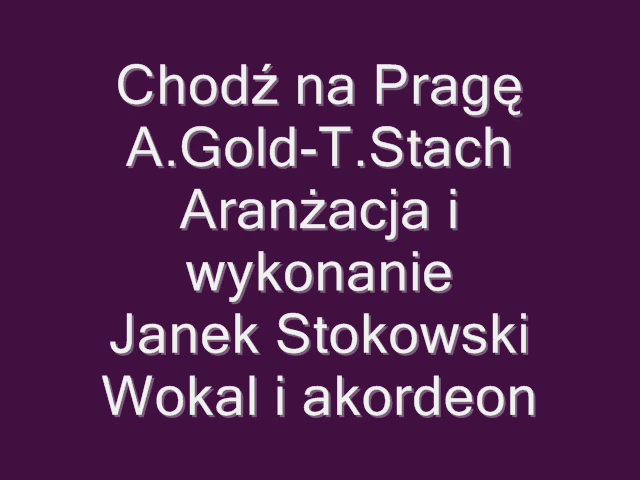 Chodź na Pragę
A.Gold-T.Stach
Aranżacja i
wykonanie
Janek Stokowski
Wokal i akordeon